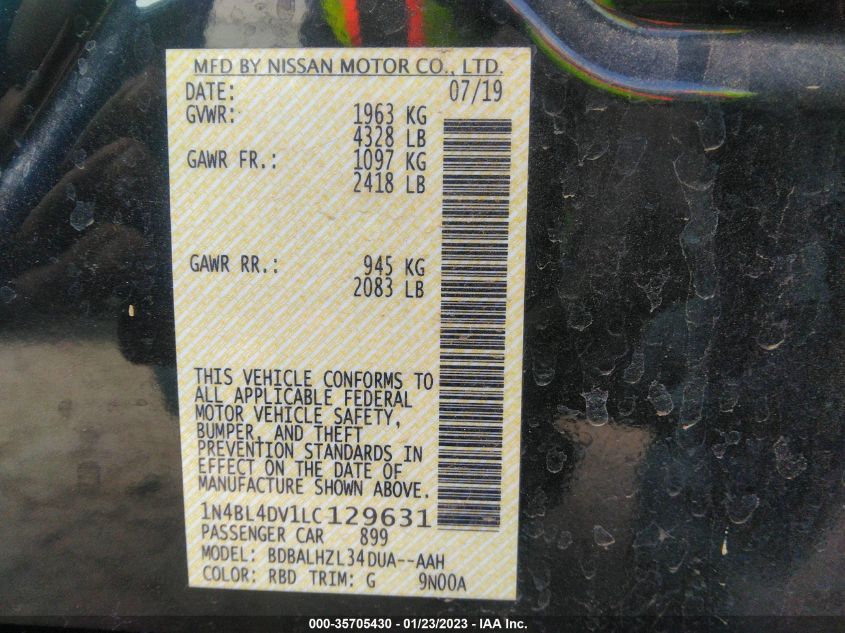 MFD BY NISSAN MOTOR CO., LTD.
DATE: 07/19
GVWR: 1963 KG
4328 LB
GAWR FR.: 1097 KG
2418 LB
GAWR RR.: 945 KG
2083 LB
THIS VEHICLE CONFORMS TO
ALL APPLICABLE FEDERAL
MOTOR VEHICLE SAFETY,
BUMPER, AND THEFT
PREVENTION STANDARDS IN
EFFECT ON THE DATE OF
MANUFACTURE SHOWN ABOVE.
1N4BL4DV1LC129631
PASSENGER CAR 899
MODEL: BDBALHZL34DUA--AAH
COLOR: RBD TRIM: G 9N00A
000-35705430 - 01/23/2023 - IAA Inc.